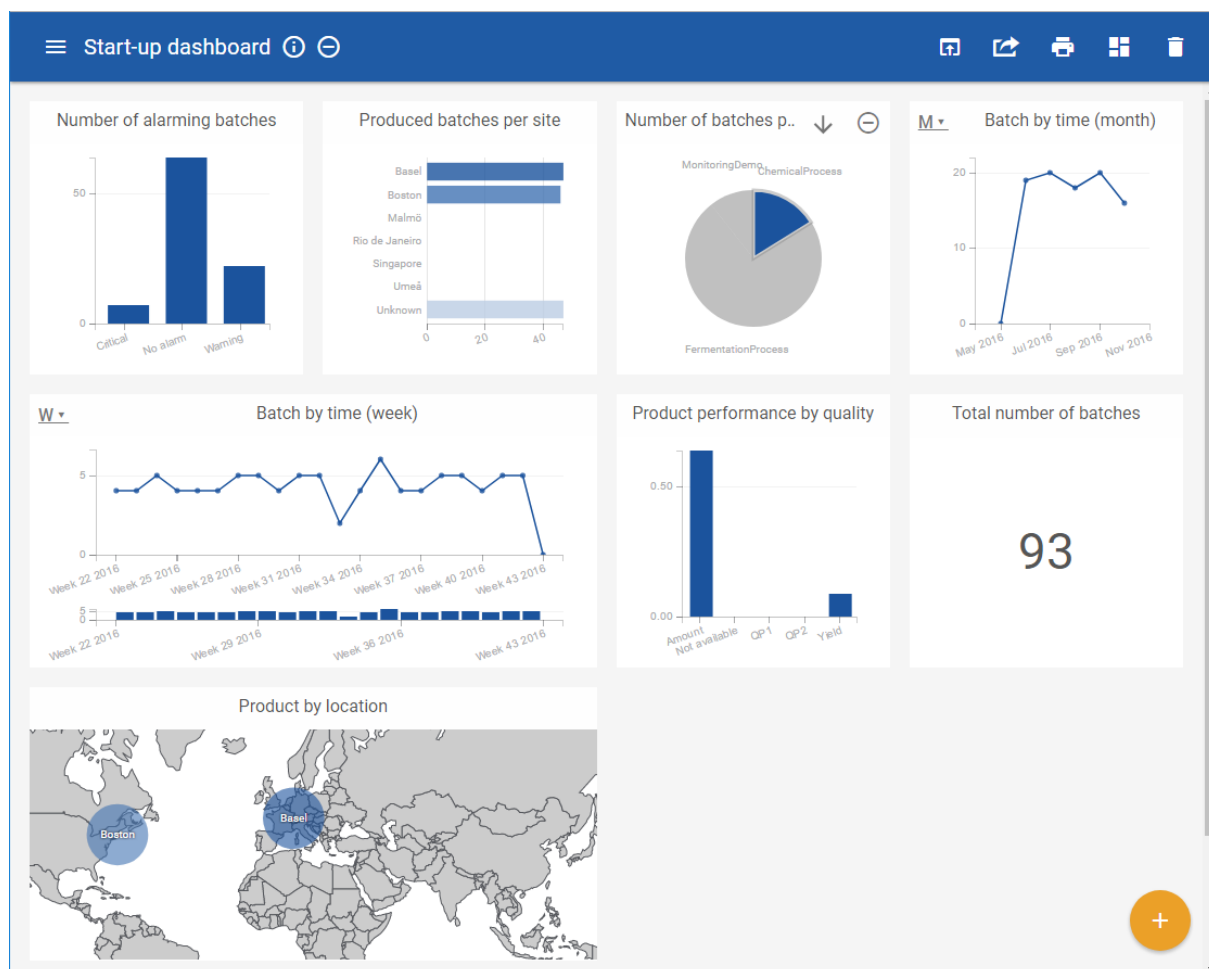 Start-up dashboard
Number of alarming batches
50
0
Critical
No alarm
Warning
Produced batches per site
Basel
Boston
Malmö
Rio de Janeiro
Singapore
Umeå
Unknown
0
20
40
Number of batches p..
MonitoringDemo
ChemicalProcess
FermentationProcess
M
Batch by time (month)
20
10
0
May 2016
Jul 2016
Sep 2016
Nov 2016
W
Batch by time (week)
5
0
Week 22 2016
Week 25 2016
Week 28 2016
Week 31 2016
Week 34 2016
Week 37 2016
Week 40 2016
Week 43 2016
5
0
Week 22 2016
Week 29 2016
Week 36 2016
Week 43 2016
Product performance by quality
0.50
0.00
Amount
Not available
QP1
QP2
Yield
Total number of batches
93
Product by location
Boston
Basel